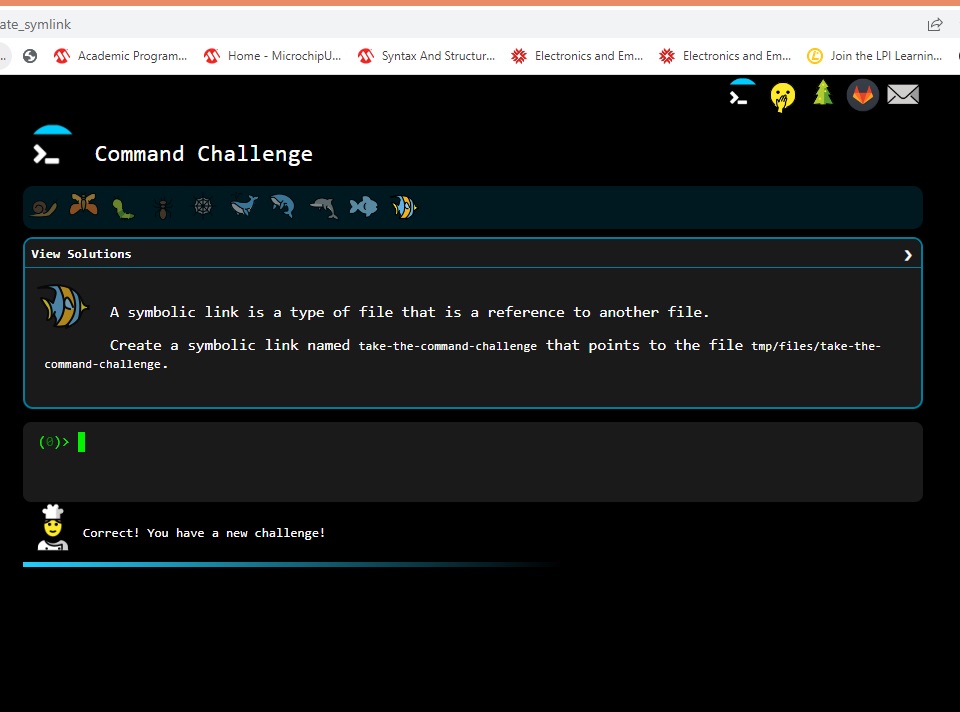 ate_symlink
Academic Program... Home - MicrochipU... Syntax And Structur... Electronics and Em... Electronics and Em... Join the LPI Learnin...
Command Challenge
View Solutions
A symbolic link is a type of file that is a reference to another file.
Create a symbolic link named take-the-command-challenge that points to the file tmp/files/take-the-
command-challenge.
(0)>
Correct! You have a new challenge!